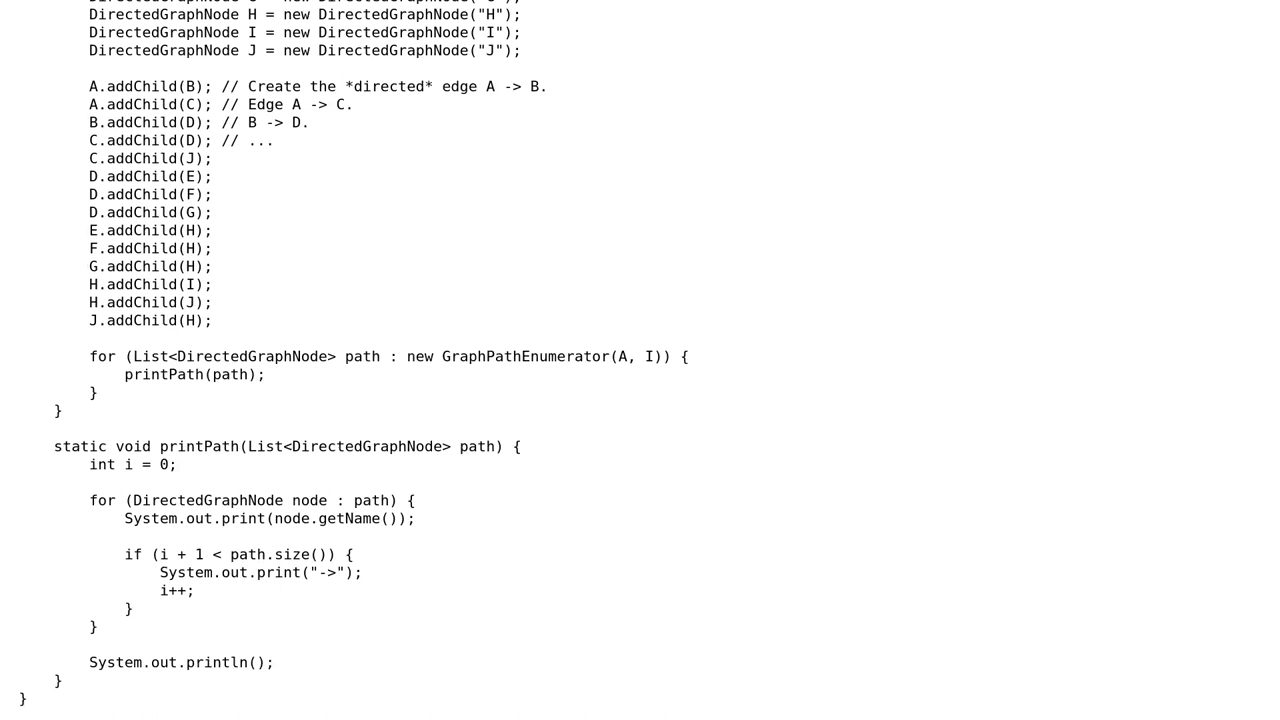 DirectedGraphNode H = new DirectedGraphNode("H");
DirectedGraphNode I = new DirectedGraphNode("I");
DirectedGraphNode J = new DirectedGraphNode("J");
A.addChild(B); // Create the *directed* edge A -> B.
A.addChild(C); // Edge A -> C.
B.addChild(D); // B -> D.
C.addChild(D); // ...
C.addChild(J);
D.addChild(E);
D.addChild(F);
D.addChild(G);
E.addChild(H);
F.addChild(H);
G.addChild(H);
H.addChild(I);
H.addChild(J);
J.addChild(H);
for (List<DirectedGraphNode> path : new GraphPathEnumerator(A, I)) {
printPath(path);
}
}
static void printPath(List<DirectedGraphNode> path) {
int i = 0;
for (DirectedGraphNode node : path) {
System.out.print(node.getName());
if (i + 1 < path.size()) {
System.out.print("->");
i++;
}
}
System.out.println();
}
}